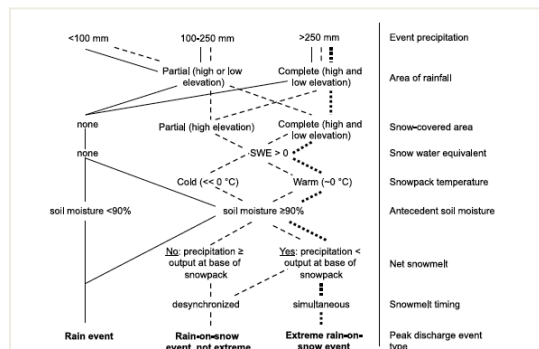 <100 mm 100-250 mm >250 mm Event precipitation
Partial (high or low Complete (high and Area of rainfall
elevation) low elevation)
none Partial (high elevation) Complete (high and Snow-covered area
low elevation)
none SWE > 0 Snow water equivalent
Cold (<< 0 °C) Warm (~0 °C) Snowpack temperature
soil moisture <90% soil moisture ≥90% Antecedent soil moisture
No: precipitation ≥ Yes: precipitation <
output at base of output at base of Net snowmelt
snowpack snowpack
desynchronized simultaneous Snowmelt timing
Rain event Rain-on-snow Extreme rain-on- Peak discharge event
event, not extreme snow event type